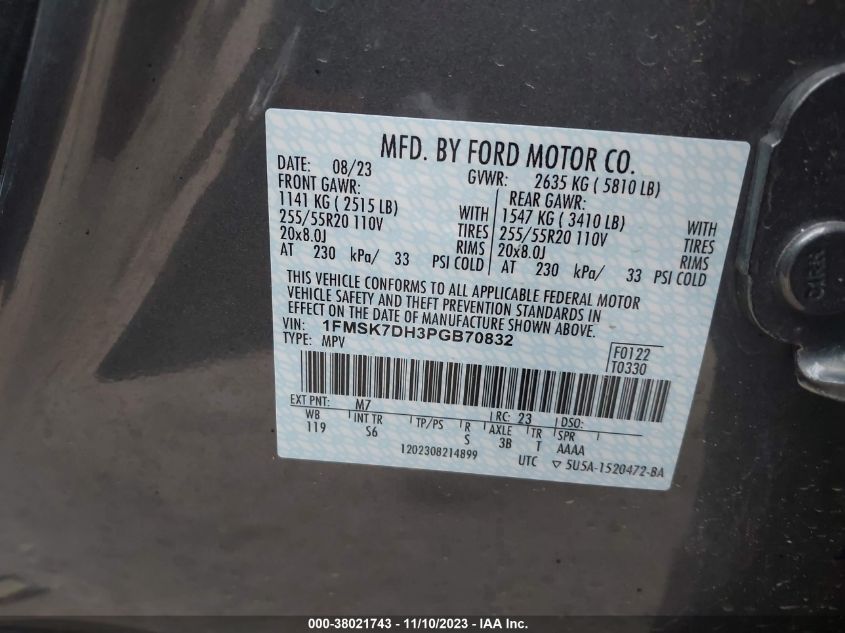 MFD. BY FORD MOTOR CO.
DATE: 08/23 GVWR: 2635 KG ( 5810 LB)
FRONT GAWR: REAR GAWR:
1141 KG ( 2515 LB) WITH 1547 KG ( 3410 LB) WITH
255/55R20 110V TIRES 255/55R20 110V TIRES
20x8.0J RIMS 20x8.0J RIMS
AT 230 kPa/ 33 PSI COLD AT 230 kPa/ 33 PSI COLD
THIS VEHICLE CONFORMS TO ALL APPLICABLE FEDERAL MOTOR
VEHICLE SAFETY AND THEFT PREVENTION STANDARDS IN
EFFECT ON THE DATE OF MANUFACTURE SHOWN ABOVE.
VIN: 1FMSK7DH3PGB70832
TYPE: MPV
F0122
T0330
EXT PNT: M7 RC: 23 DSO:
WB INT TR TP/PS R AXLE TR SPR
119 S6 S 3B T AAAA
1202308214899
UTC ▽ 5U5A-1520472-BA
000-38021743 - 11/10/2023 - IAA Inc.